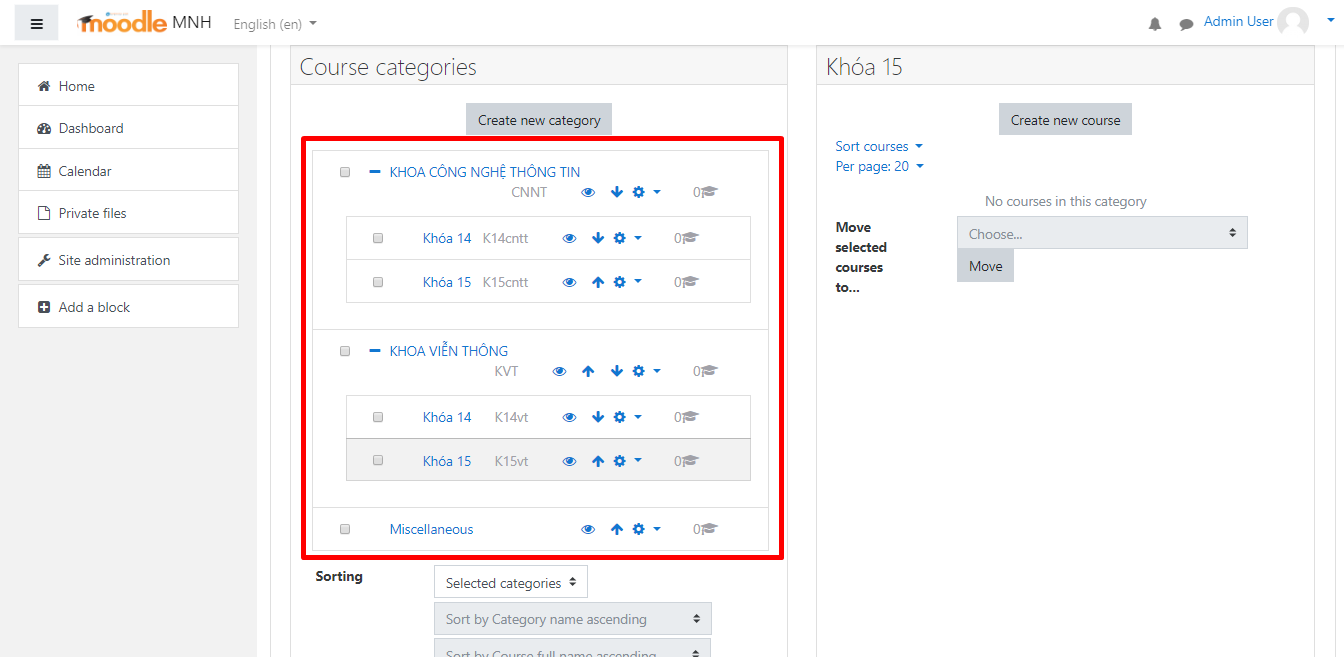 moodle MNH
English (en)
Admin User
Home
Dashboard
Calendar
Private files
Site administration
Add a block
Course categories
Create new category
KHOA CÔNG NGHỆ THÔNG TIN
CNNT 0
Khóa 14 K14cntt 0
Khóa 15 K15cntt 0
KHOA VIỄN THÔNG
KVT 0
Khóa 14 K14vt 0
Khóa 15 K15vt 0
Miscellaneous 0
Sorting
Selected categories
Sort by Category name ascending
Sort by Course full name ascending
Khóa 15
Create new course
Sort courses
Per page: 20
No courses in this category
Move
selected
courses
to...
Choose...
Move